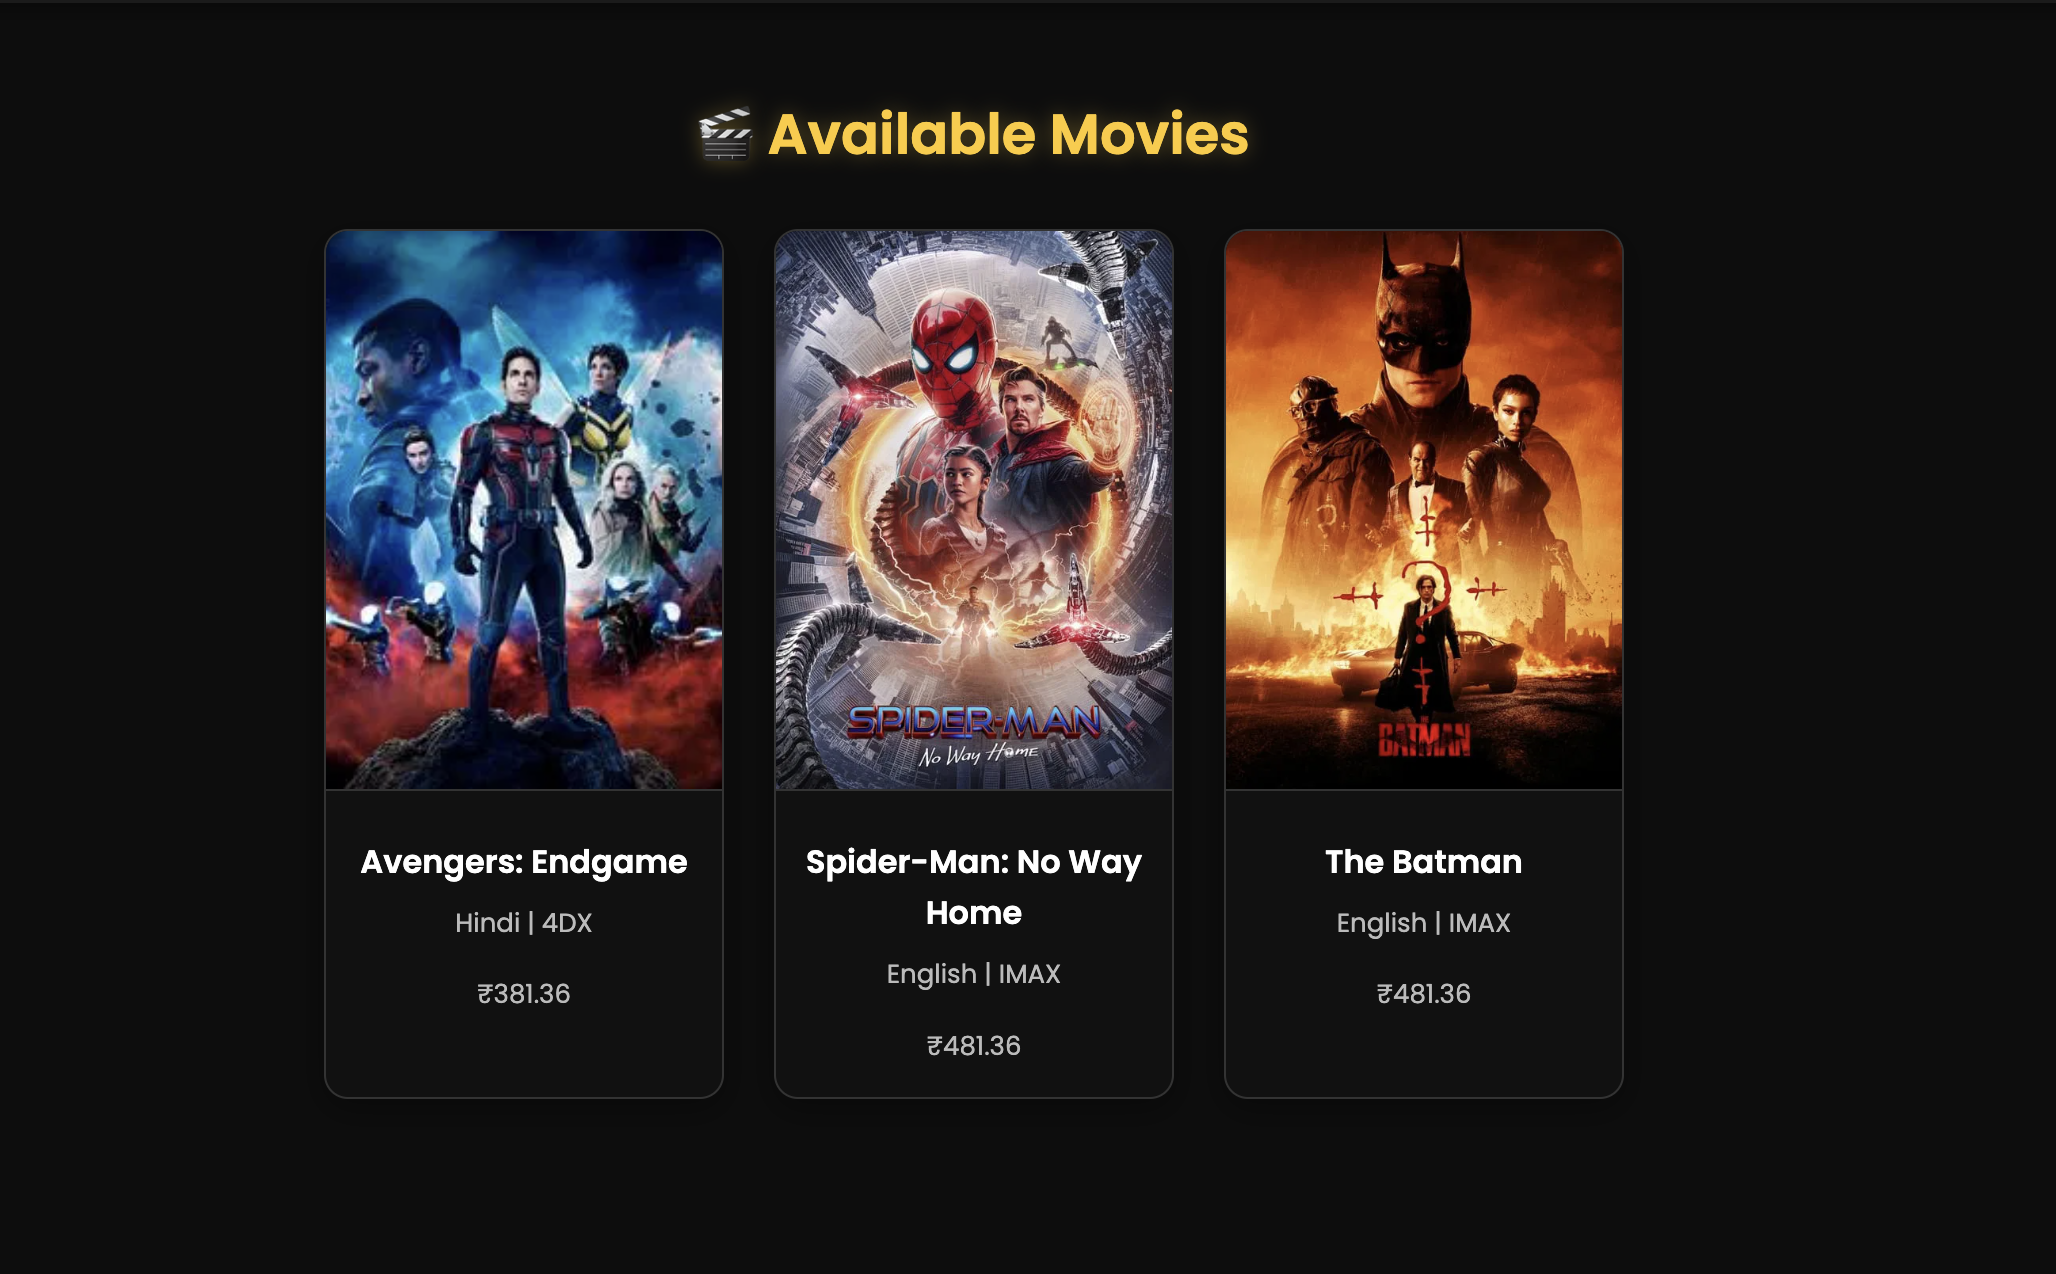 🎬 Available Movies
SPIDER-MAN
No Way Home
THE BATMAN
Avengers: Endgame
Hindi | 4DX
₹381.36
Spider-Man: No Way
Home
English | IMAX
₹481.36
The Batman
English | IMAX
₹481.36